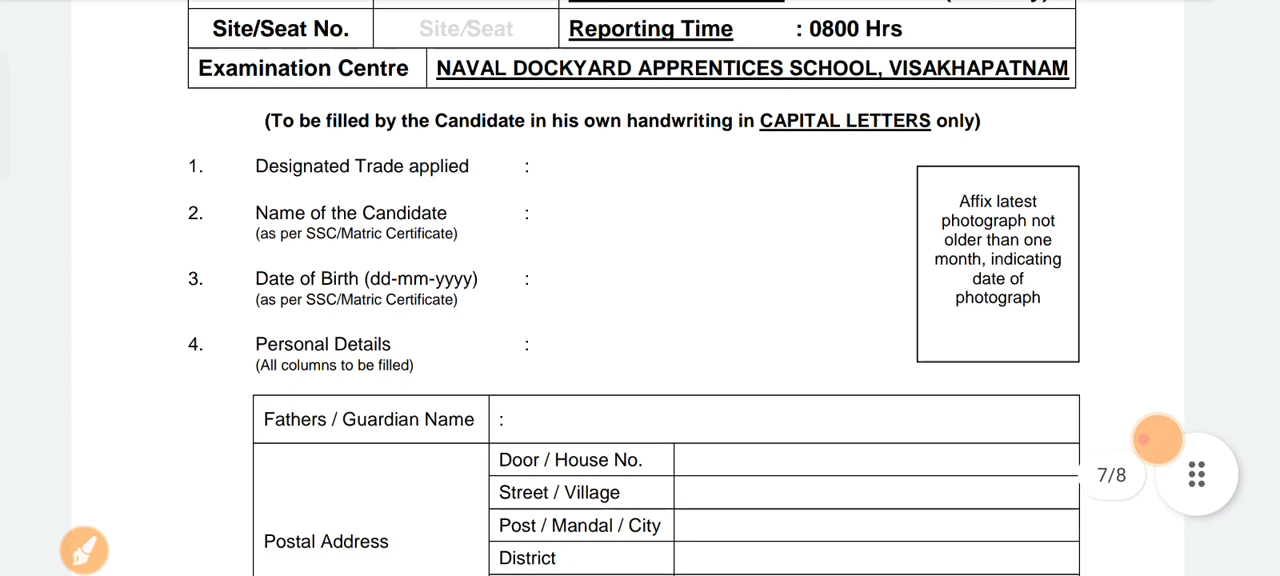 Site/Seat No. Site/Seat Reporting Time : 0800 Hrs
Examination Centre NAVAL DOCKYARD APPRENTICES SCHOOL, VISAKHAPATNAM
(To be filled by the Candidate in his own handwriting in CAPITAL LETTERS only)
1. Designated Trade applied :
2. Name of the Candidate :
(as per SSC/Matric Certificate)
3. Date of Birth (dd-mm-yyyy) :
(as per SSC/Matric Certificate)
4. Personal Details :
(All columns to be filled)
Affix latest
photograph not
older than one
month, indicating
date of
photograph
Fathers / Guardian Name :
Postal Address
Door / House No.
Street / Village
Post / Mandal / City
District
7/8